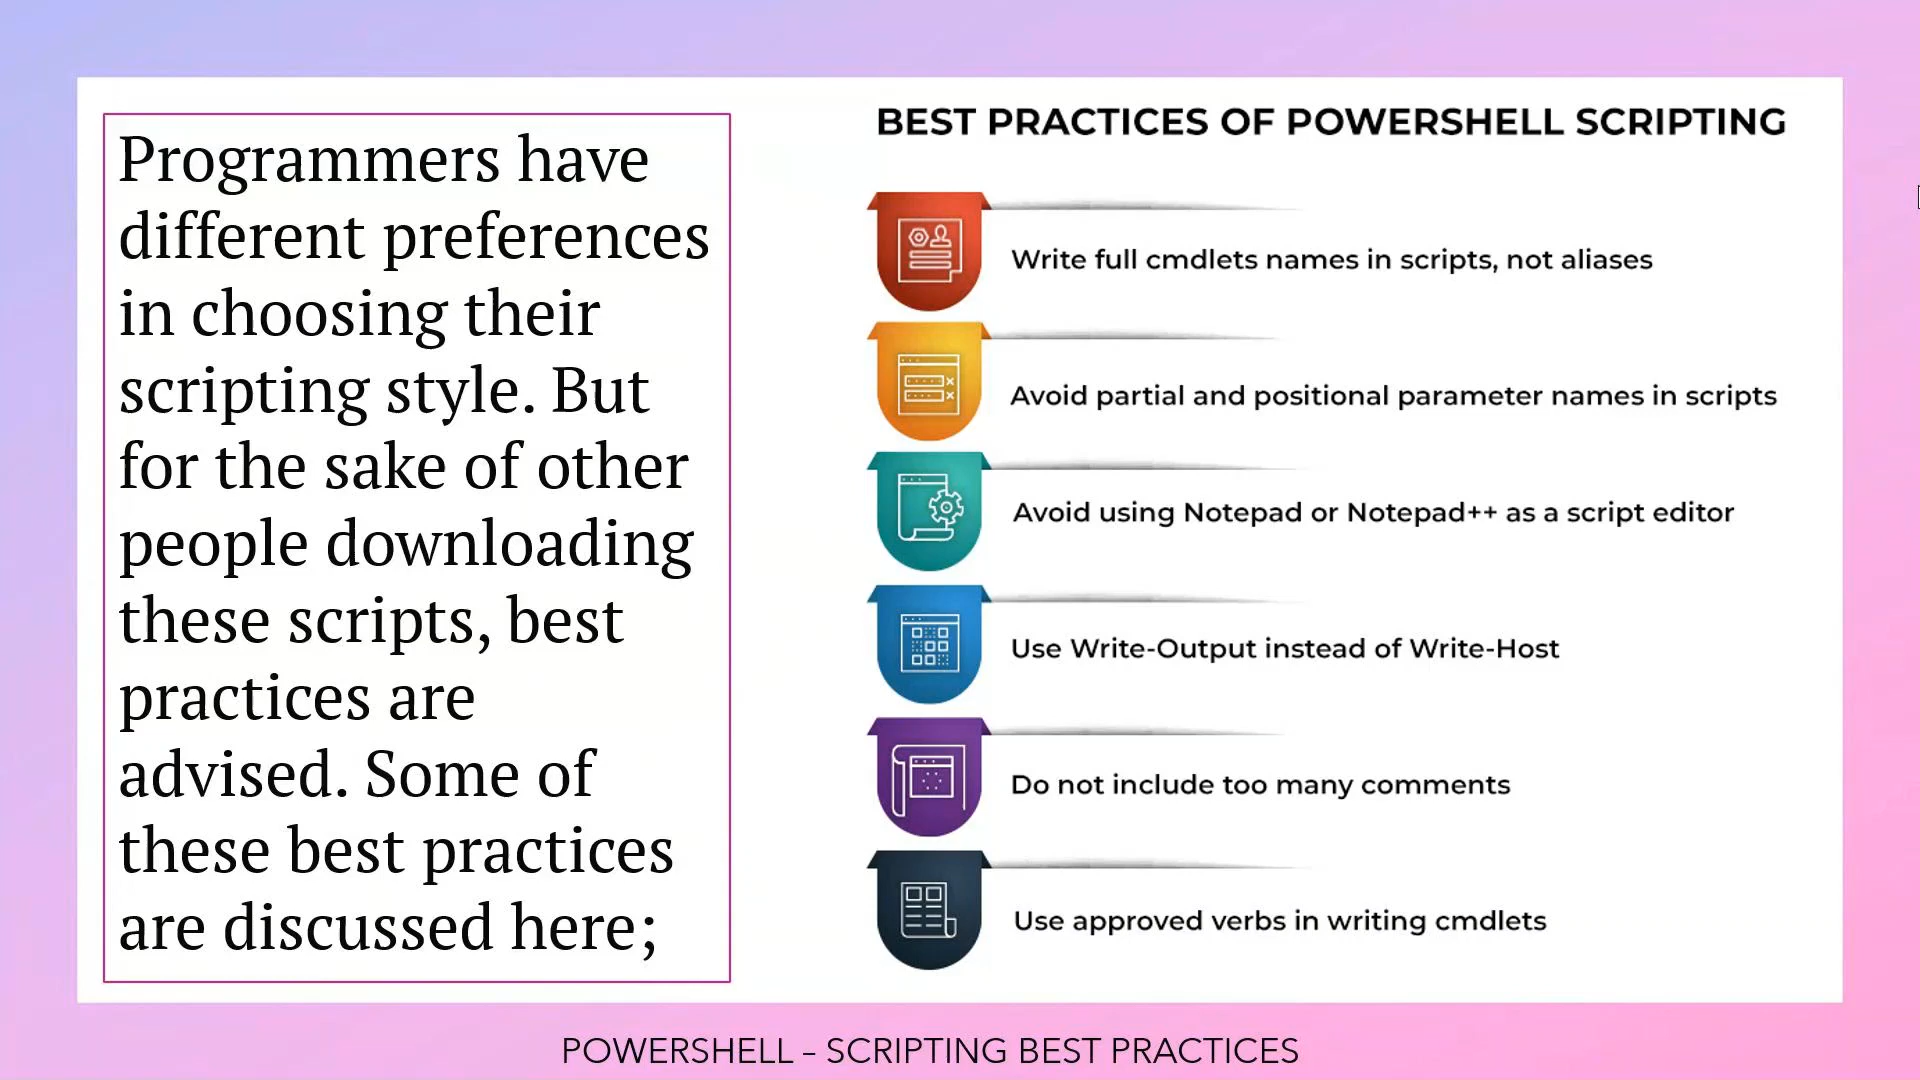 Programmers have
different preferences
in choosing their
scripting style. But
for the sake of other
people downloading
these scripts, best
practices are
advised. Some of
these best practices
are discussed here;
BEST PRACTICES OF POWERSHELL SCRIPTING
Write full cmdlets names in scripts, not aliases
Avoid partial and positional parameter names in scripts
Avoid using Notepad or Notepad++ as a script editor
Use Write-Output instead of Write-Host
Do not include too many comments
Use approved verbs in writing cmdlets
POWERSHELL – SCRIPTING BEST PRACTICES